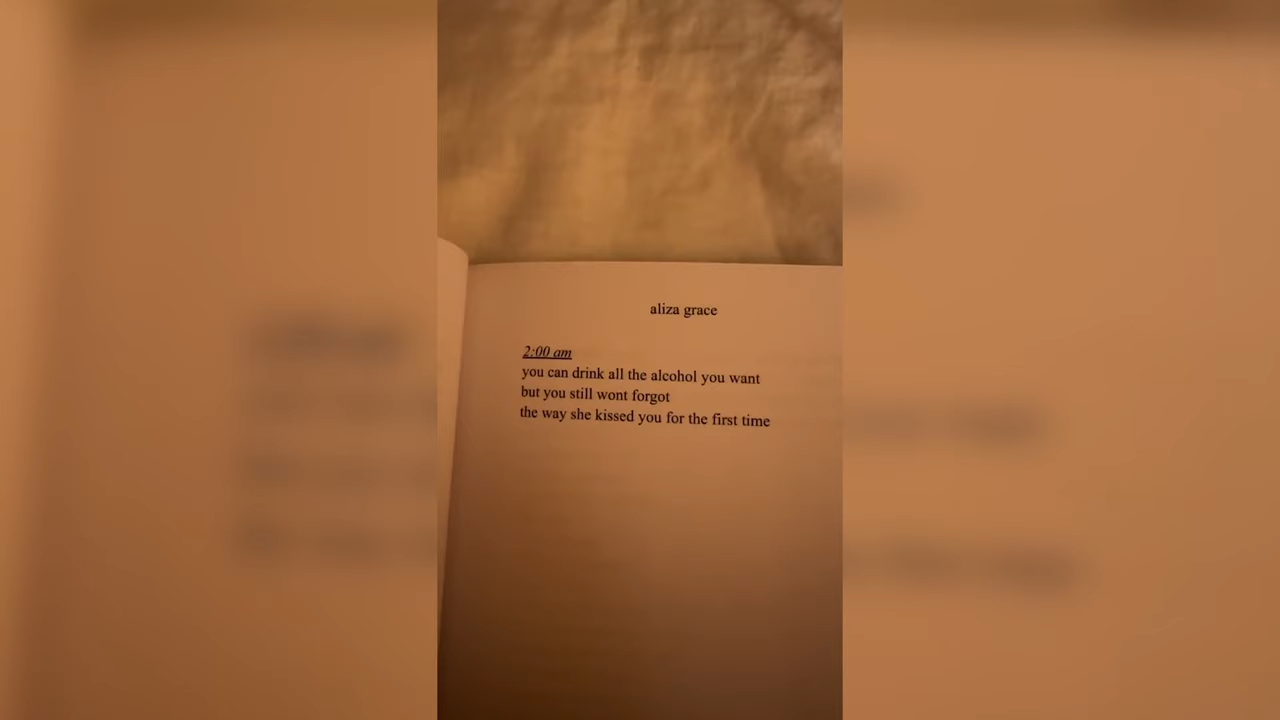 aliza grace
2:00 am
you can drink all the alcohol you want
but you still wont forgot
the way she kissed you for the first time